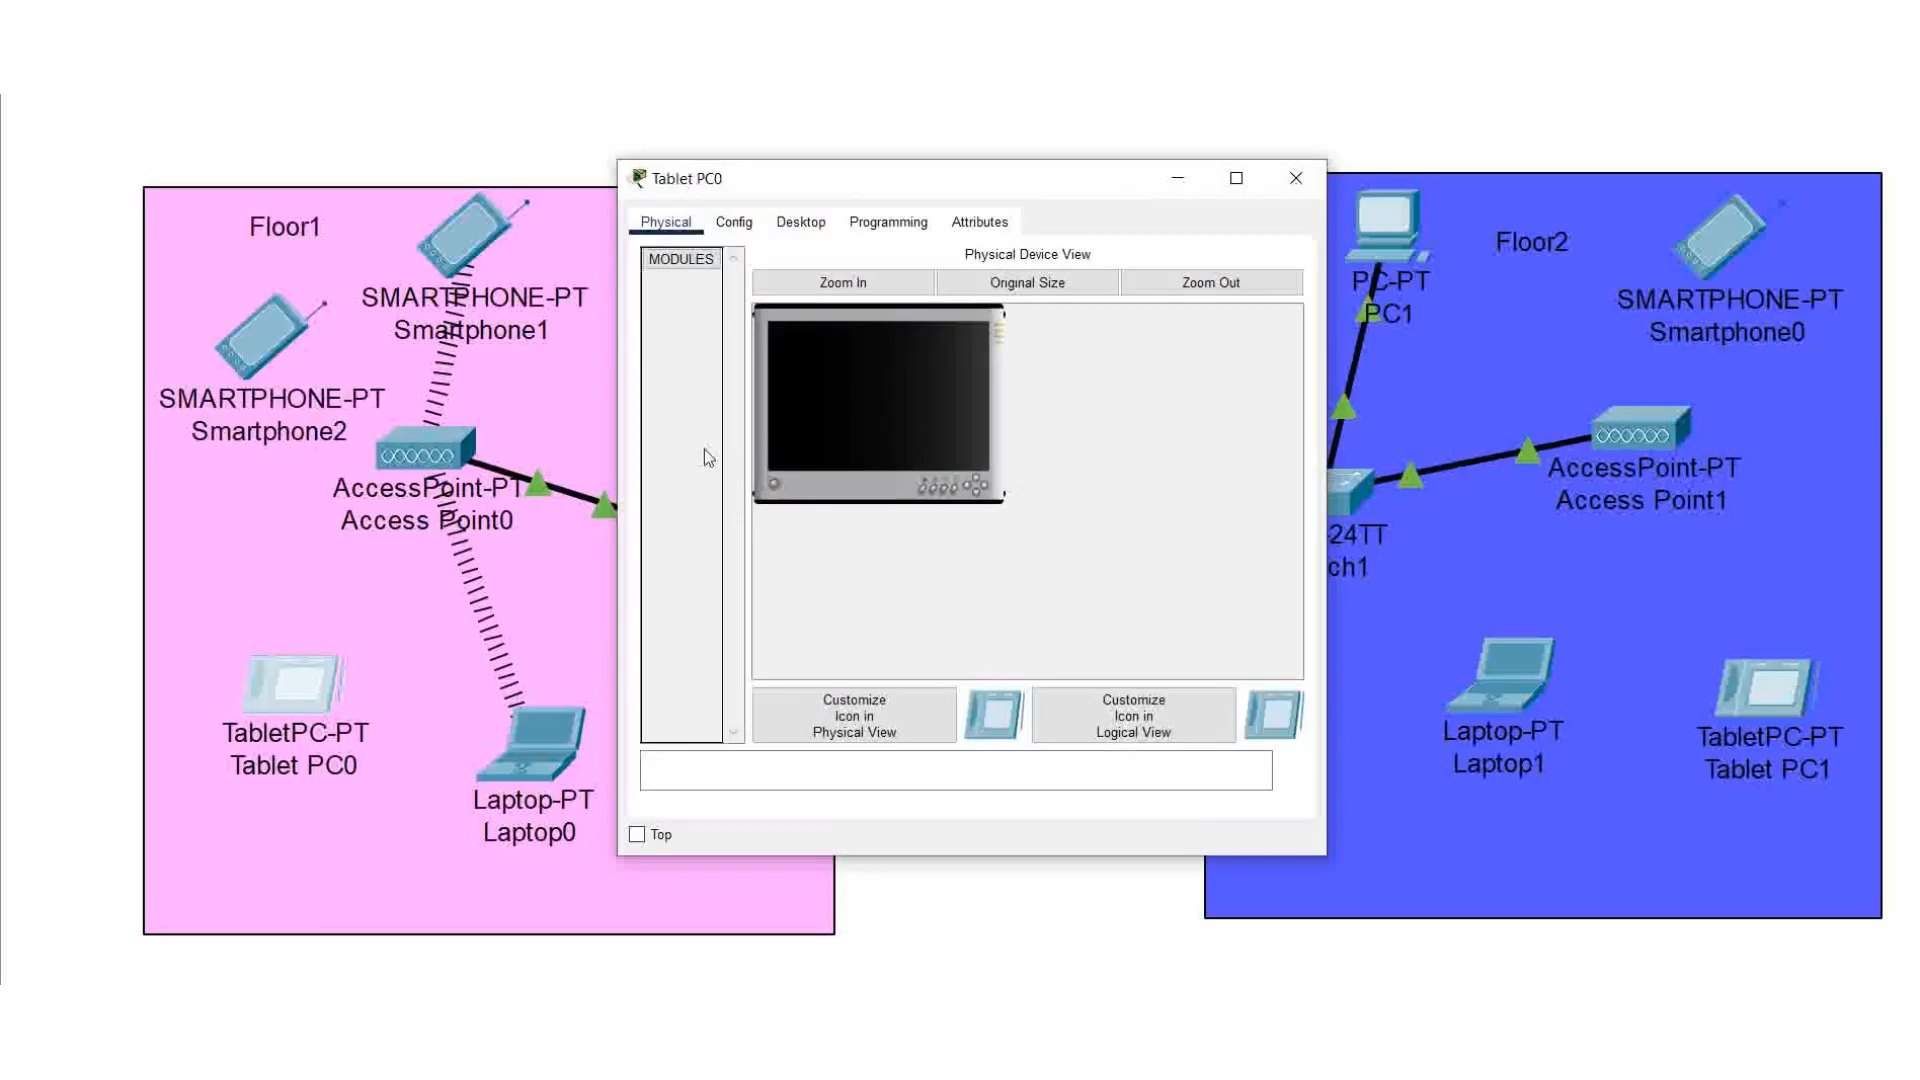 Floor1
SMARTPHONE-PT
Smartphone1
SMARTPHONE-PT
Smartphone2
AccessPoint-PT
Access Point0
TabletPC-PT
Tablet PC0
Laptop-PT
Laptop0
Tablet PC0
Physical
Config
Desktop
Programming
Attributes
MODULES
Physical Device View
Zoom In
Original Size
Zoom Out
Customize
Icon in
Physical View
Customize
Icon in
Logical View
Top
PC-PT
PC1
Floor2
SMARTPHONE-PT
Smartphone0
AccessPoint-PT
Access Point1
24TT
ch1
Laptop-PT
Laptop1
TabletPC-PT
Tablet PC1